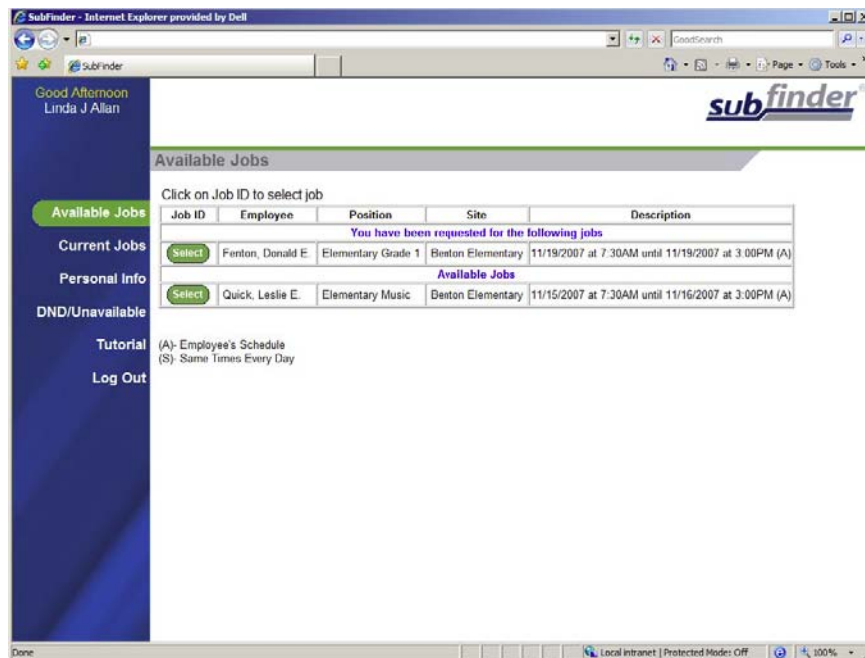 SubFinder - Internet Explorer provided by Dell
GoodSearch
SubFinder
Page Tools
Good Afternoon
Linda J Allan
subfinder
Available Jobs
Click on Job ID to select job
Available Jobs
Current Jobs
Personal Info
DND/Unavailable
Tutorial
Log Out
Job ID Employee Position Site Description
You have been requested for the following jobs
Select Fenton, Donald E. Elementary Grade 1 Benton Elementary 11/19/2007 at 7:30AM until 11/19/2007 at 3:00PM (A)
Available Jobs
Select Quick, Leslie E. Elementary Music Benton Elementary 11/15/2007 at 7:30AM until 11/16/2007 at 3:00PM (A)
(A)- Employee's Schedule
(S)- Same Times Every Day
Done Local intranet | Protected Mode: Off 100%